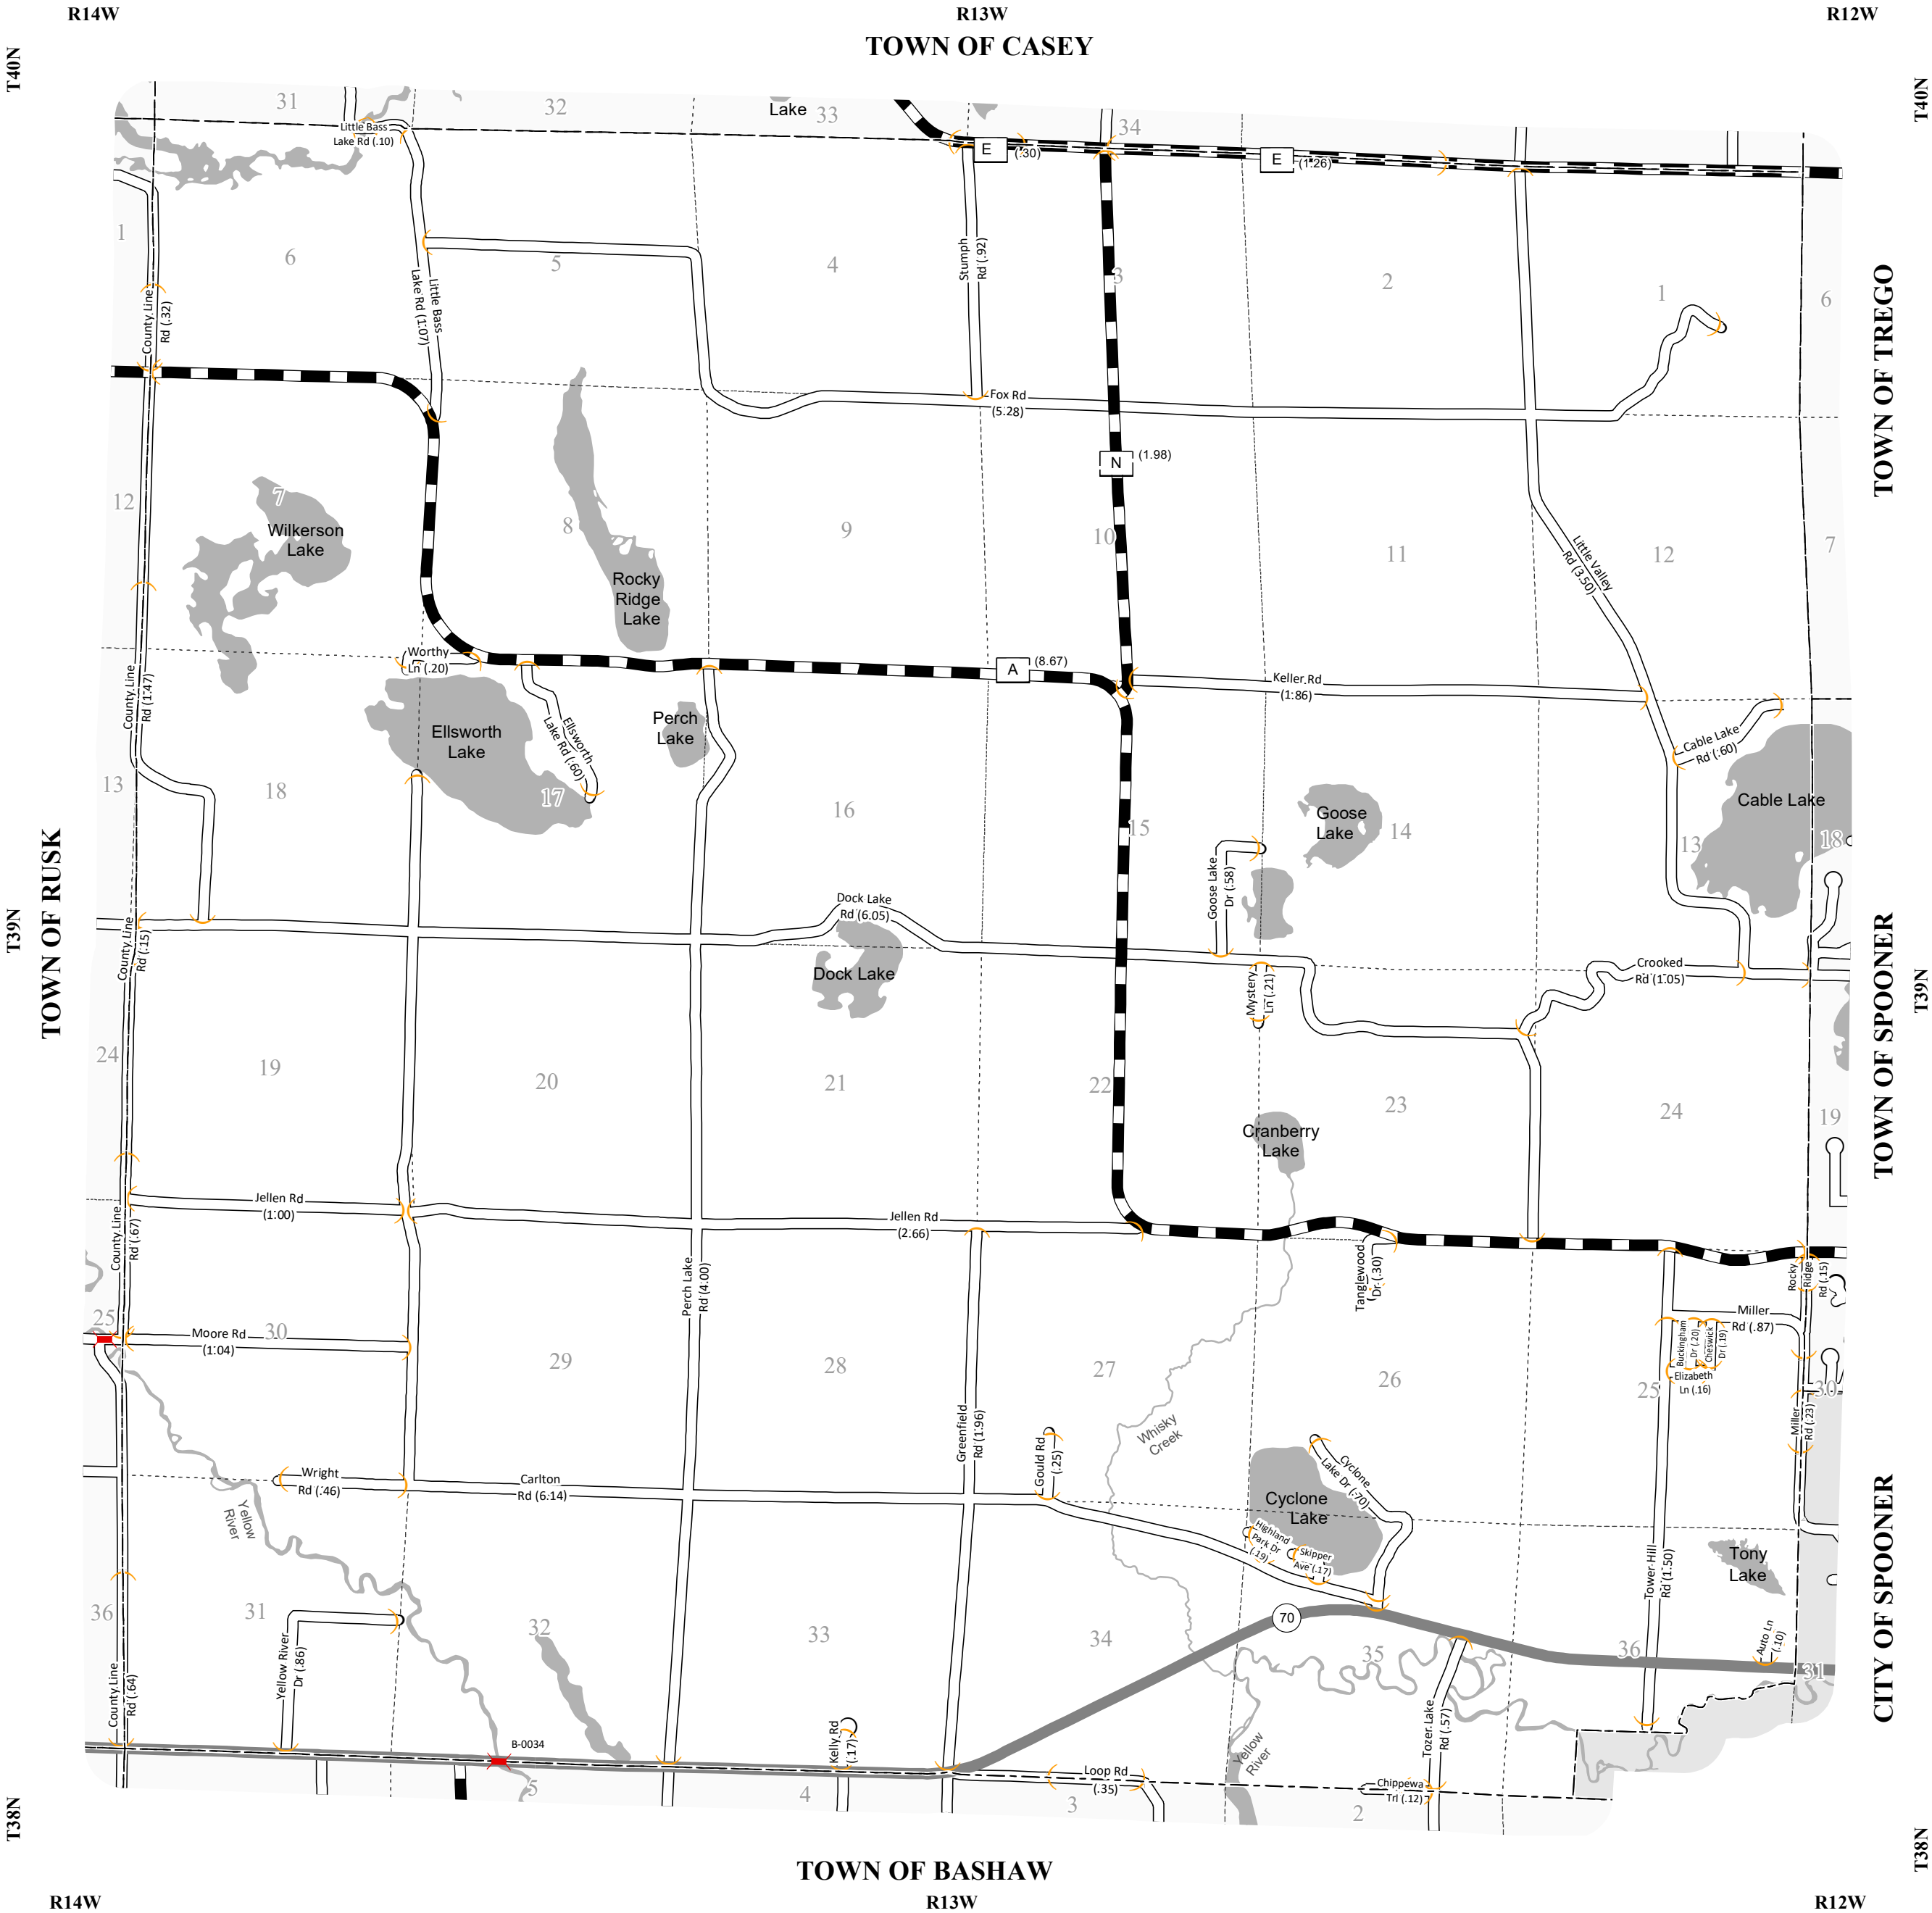 R14W
R13W
R12W
TOWN OF CASEY
T40N
T40N
31
32
Lake
33
34
Little Bass
Lake Rd (.10)
E
(.30)
E
(1.26)
1
6
5
4
3
2
1
6
Stumph
Rd (.92)
County Line
Rd (.32)
Little Bass
Lake Rd (1.07)
TOWN OF TREGO
Fox Rd
(5.28)
N
(1.98)
12
7
Wilkerson
Lake
8
9
10
11
12
7
Rocky
Ridge
Lake
Little Valley
Rd (3.50)
Worthy
Ln (.20)
A
(8.67)
Keller Rd
(1.86)
County Line
Rd (1.47)
Ellsworth
Lake
Ellsworth
Lake Rd (.60)
Perch
Lake
Cable Lake
Rd (.60)
Cable Lake
13
18
17
16
15
Goose
Lake
14
13
18
Goose Lake
Dr (.58)
TOWN OF RUSK
T39N
T39N
County Line
Rd (.15)
Dock Lake
Rd (6.05)
Dock Lake
Mystery
Ln (.21)
Crooked
Rd (1.05)
TOWN OF SPOONER
24
19
20
21
22
23
24
19
Cranberry
Lake
Jellen Rd
(1.00)
Jellen Rd
(2.66)
County Line
Rd (.67)
Perch Lake
Rd (4.00)
Tanglewood
Dr (.30)
Rocky
Ridge
Rd (.15)
Miller
Rd (.87)
Buckingham
Dr (.20)
Cheswick
Dr (.19)
Elizabeth
Ln (.16)
25
Moore Rd
(1.04)
30
29
28
27
26
25
30
Miller
Rd (.23)
Greenfield
Rd (1.96)
Gould Rd
(.25)
Whisky
Creek
Cyclone
Lake Dr (.70)
Cyclone
Lake
Wright
Rd (.46)
Carlton
Rd (6.14)
Yellow
River
Highland
Park Dr
(.19)
Skipper
Ave (.17)
Tower Hill
Rd (1.50)
Tony
Lake
CITY OF SPOONER
36
31
32
33
34
70
35
36
31
Auto Ln
(.10)
County Line
Rd (.64)
Yellow River
Dr (.86)
B-0034
Kelly Rd
(.17)
Tozer Lake
Rd (.57)
Yellow
River
Loop Rd
(.35)
Chippewa
Trl (.12)
5
4
3
2
T38N
T38N
TOWN OF BASHAW
R14W
R13W
R12W